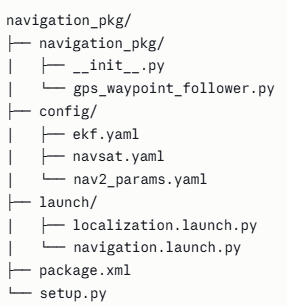 navigation_pkg/
├── navigation_pkg/
│   ├── __init__.py
│   └── gps_waypoint_follower.py
├── config/
│   ├── ekf.yaml
│   ├── navsat.yaml
│   └── nav2_params.yaml
├── launch/
│   ├── localization.launch.py
│   └── navigation.launch.py
├── package.xml
└── setup.py